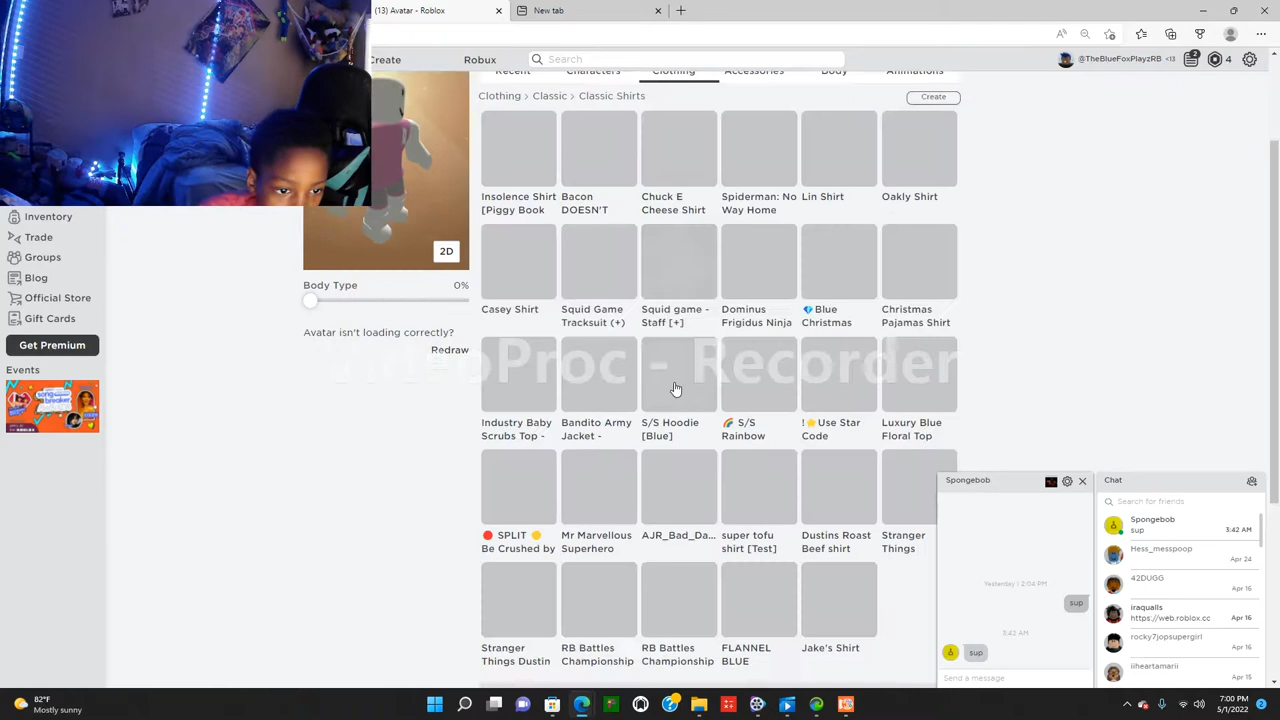 (13) Avatar - Roblox
New tab
Create
Robux
Search
@TheBlueFoxPlayzRB
<13
2
4
Recent
Characters
Clothing
Accessories
Body
Animations
Clothing > Classic > Classic Shirts
Create
Insolence Shirt [Piggy Book
Bacon DOESN'T
Chuck E Cheese Shirt
Spiderman: No Way Home
Lin Shirt
Oakly Shirt
Inventory
Trade
Groups
Blog
Official Store
Gift Cards
Get Premium
Events
2D
Body Type
0%
Avatar isn't loading correctly?
Redraw
Casey Shirt
Squid Game Tracksuit (+)
Squid game - Staff [+]
Dominus Frigidus Ninja
💎Blue Christmas
Christmas Pajamas Shirt
Proc - Recorder
Industry Baby Scrubs Top -
Bandito Army Jacket -
S/S Hoodie [Blue]
🌈 S/S Rainbow
!⭐Use Star Code
Luxury Blue Floral Top
🔴 SPLIT 🟡 Be Crushed by
Mr Marvellous Superhero
AJR_Bad_Da...
super tofu shirt [Test]
Dustins Roast Beef shirt
Stranger Things
Stranger Things Dustin
RB Battles Championship
RB Battles Championship
FLANNEL BLUE
Jake's Shirt
Spongebob
Yesterday | 2:04 PM
sup
3:42 AM
sup
Send a message
Chat
Search for friends
Spongebob
sup
3:42 AM
Hess_messpoop
Apr 24
42DUGG
Apr 16
iraqualls
https://web.roblox.cc
Apr 16
rocky7jopsupergirl
Apr 16
iiheartamarii
Apr 15
82°F
Mostly sunny
7:00 PM
5/1/2022